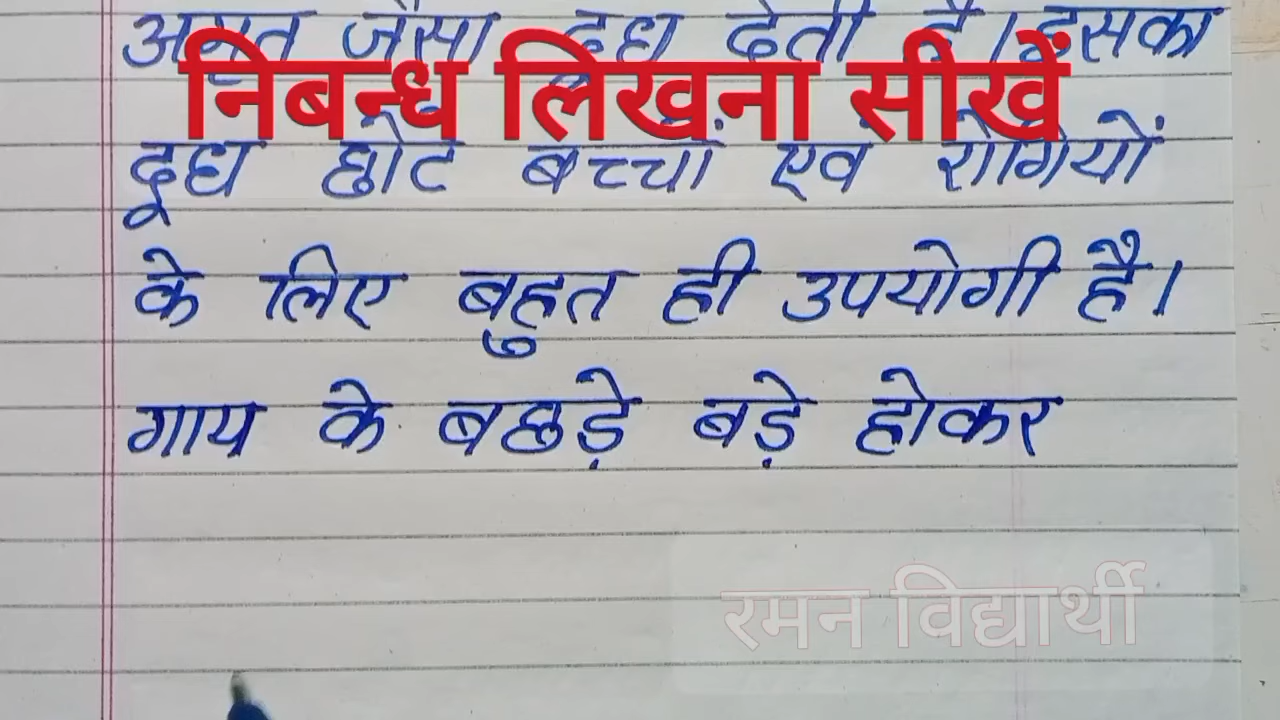 अमृत जैसा दूध देती है। इसका
निबन्ध लिखना सीखें
दूध छोटे बच्चों एवं रोगियों
के लिए बहुत ही उपयोगी है।
गाय के बछड़े बड़े होकर
रमन विद्यार्थी